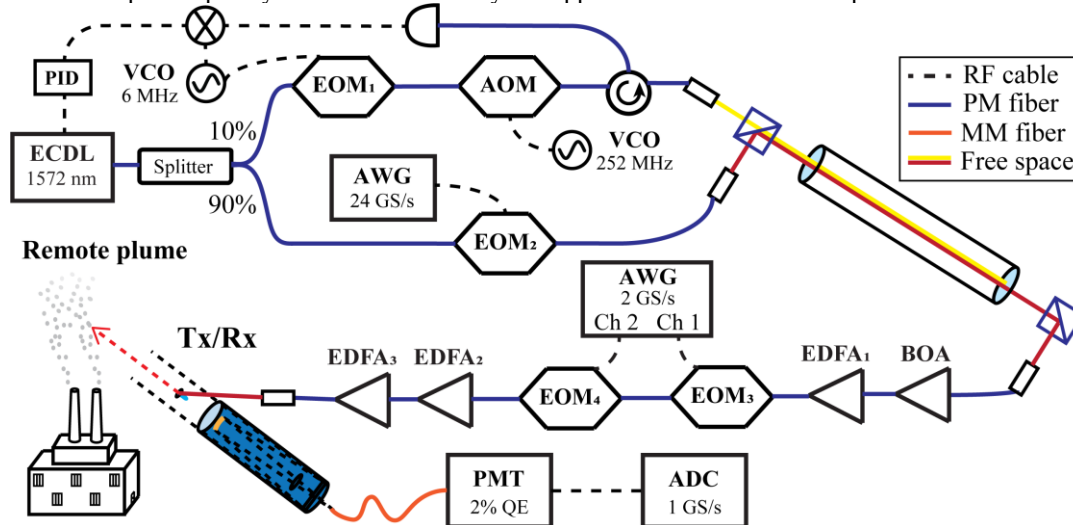 PID
VCO
6 MHz
EOM₁
AOM
VCO
252 MHz
RF cable
PM fiber
MM fiber
Free space
ECDL
1572 nm
Splitter
10%
90%
AWG
24 GS/s
EOM₂
Remote plume
Tx/Rx
AWG
2 GS/s
Ch 2 Ch 1
EDFA₃
EDFA₂
EOM₄
EOM₃
EDFA₁
BOA
PMT
2% QE
ADC
1 GS/s